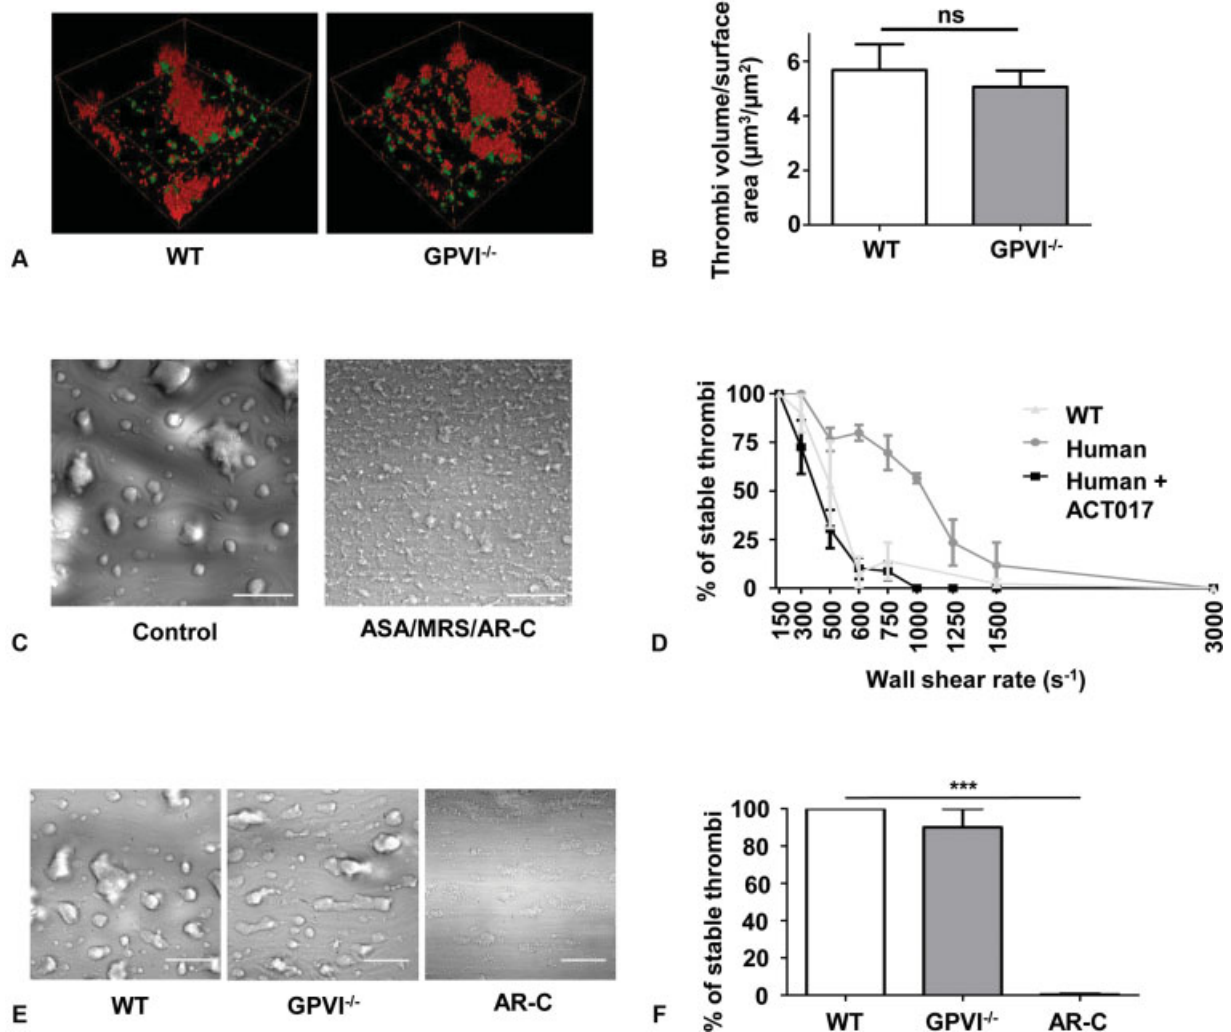 WT
GPVI-/-
A
ns
Thrombi volume/surface
area (μm³/μm²)
6
4
2
0
WT
GPVI-/-
B
Control
ASA/MRS/AR-C
C
% of stable thrombi
100
75
50
25
0
WT
Human
Human +
ACT017
150
300
500
600
750
1000
1250
1500
3000
Wall shear rate (s-1)
D
WT
GPVI-/-
AR-C
E
***
% of stable thrombi
100
80
60
40
20
0
WT
GPVI-/-
AR-C
F